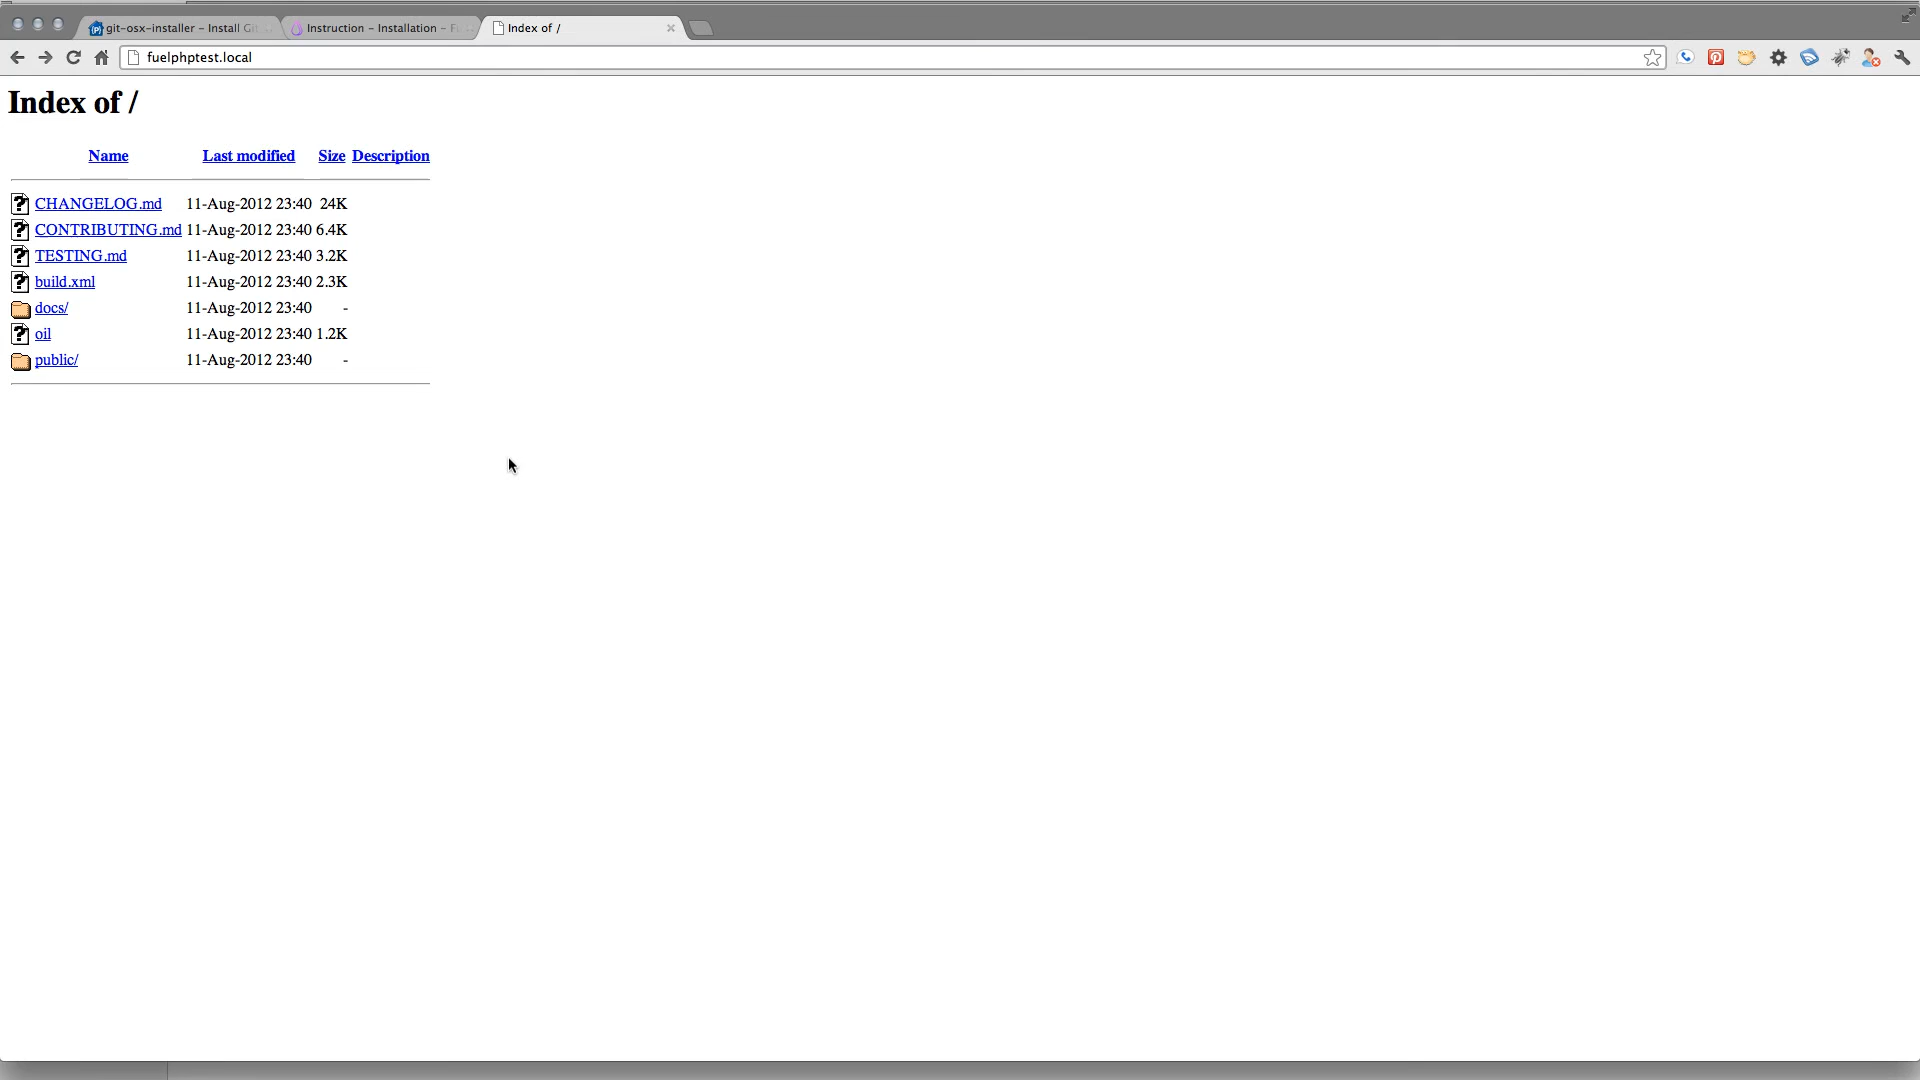 git-osx-installer – Install Gi
Instruction – Installation – F
Index of /
fuelphptest.local
Index of /
Name Last modified Size Description
CHANGELOG.md 11-Aug-2012 23:40 24K
CONTRIBUTING.md 11-Aug-2012 23:40 6.4K
TESTING.md 11-Aug-2012 23:40 3.2K
build.xml 11-Aug-2012 23:40 2.3K
docs/ 11-Aug-2012 23:40 -
oil 11-Aug-2012 23:40 1.2K
public/ 11-Aug-2012 23:40 -